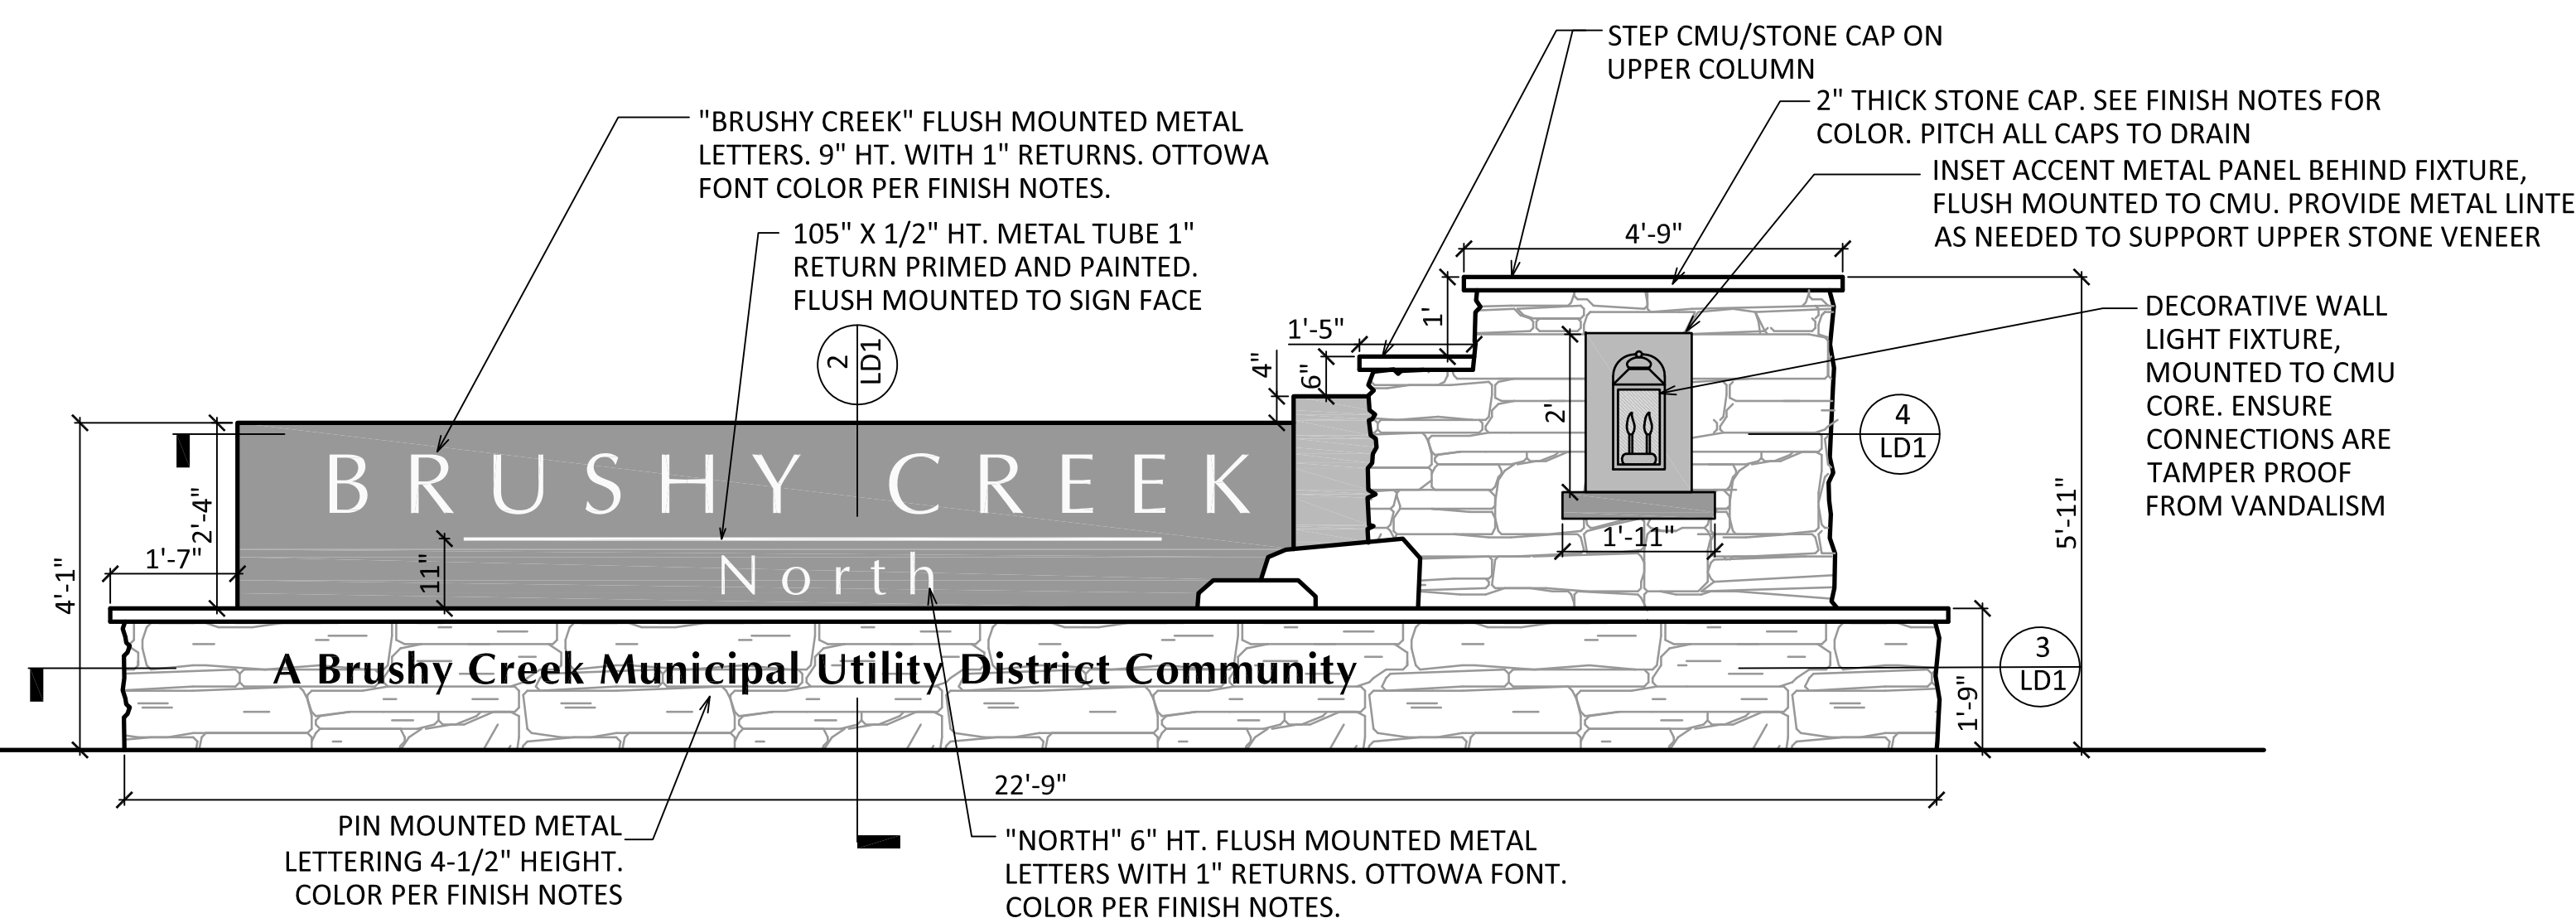 STEP CMU/STONE CAP ON
UPPER COLUMN
2" THICK STONE CAP. SEE FINISH NOTES FOR
COLOR. PITCH ALL CAPS TO DRAIN
"BRUSHY CREEK" FLUSH MOUNTED METAL
LETTERS. 9" HT. WITH 1" RETURNS. OTTOWA
FONT COLOR PER FINISH NOTES.
INSET ACCENT METAL PANEL BEHIND FIXTURE,
FLUSH MOUNTED TO CMU. PROVIDE METAL LINTE
AS NEEDED TO SUPPORT UPPER STONE VENEER
105" X 1/2" HT. METAL TUBE 1"
RETURN PRIMED AND PAINTED.
FLUSH MOUNTED TO SIGN FACE
4'-9"
DECORATIVE WALL
LIGHT FIXTURE,
MOUNTED TO CMU
CORE. ENSURE
CONNECTIONS ARE
TAMPER PROOF
FROM VANDALISM
1'
1'-5"
4"
6"
2
LD1
2'
4
LD1
BRUSHY CREEK
2'-4"
1'-7"
4'-1"
11"
North
1'-11"
5'-11"
3
LD1
1'-9"
A Brushy Creek Municipal Utility District Community
22'-9"
PIN MOUNTED METAL
LETTERING 4-1/2" HEIGHT.
COLOR PER FINISH NOTES
"NORTH" 6" HT. FLUSH MOUNTED METAL
LETTERS WITH 1" RETURNS. OTTOWA FONT.
COLOR PER FINISH NOTES.